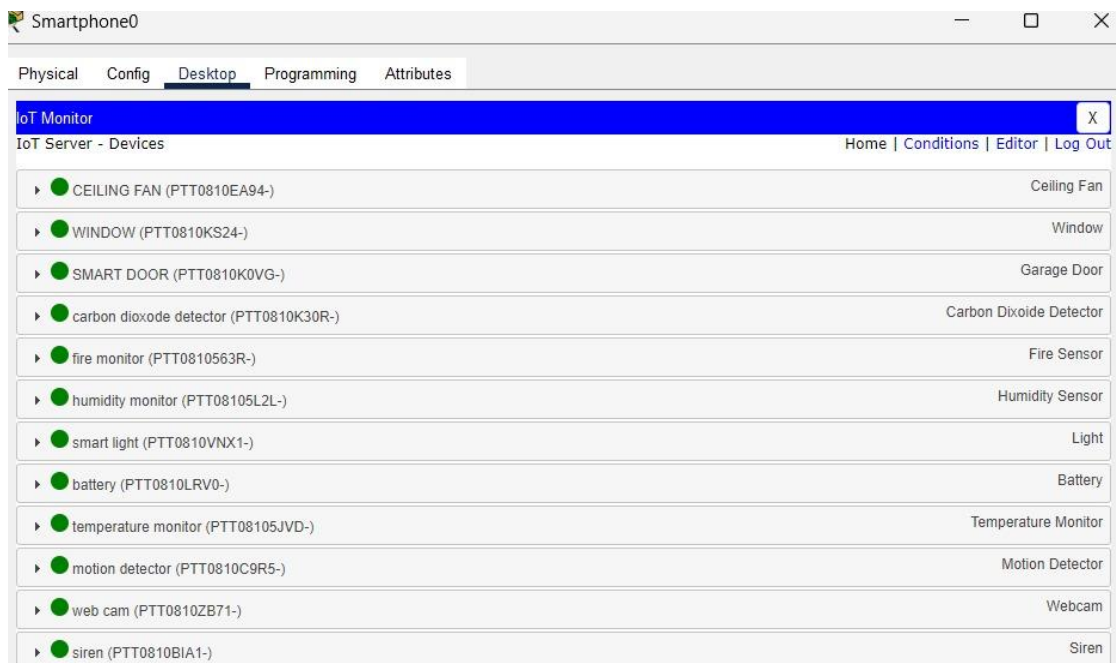 Smartphone0
Physical Config Desktop Programming Attributes
IoT Monitor X
IoT Server - Devices Home | Conditions | Editor | Log Out
CEILING FAN (PTT0810EA94-) Ceiling Fan
WINDOW (PTT0810KS24-) Window
SMART DOOR (PTT0810K0VG-) Garage Door
carbon dioxode detector (PTT0810K30R-) Carbon Dixoide Detector
fire monitor (PTT0810563R-) Fire Sensor
humidity monitor (PTT08105L2L-) Humidity Sensor
smart light (PTT0810VNX1-) Light
battery (PTT0810LRV0-) Battery
temperature monitor (PTT08105JVD-) Temperature Monitor
motion detector (PTT0810C9R5-) Motion Detector
web cam (PTT0810ZB71-) Webcam
siren (PTT0810BIA1-) Siren